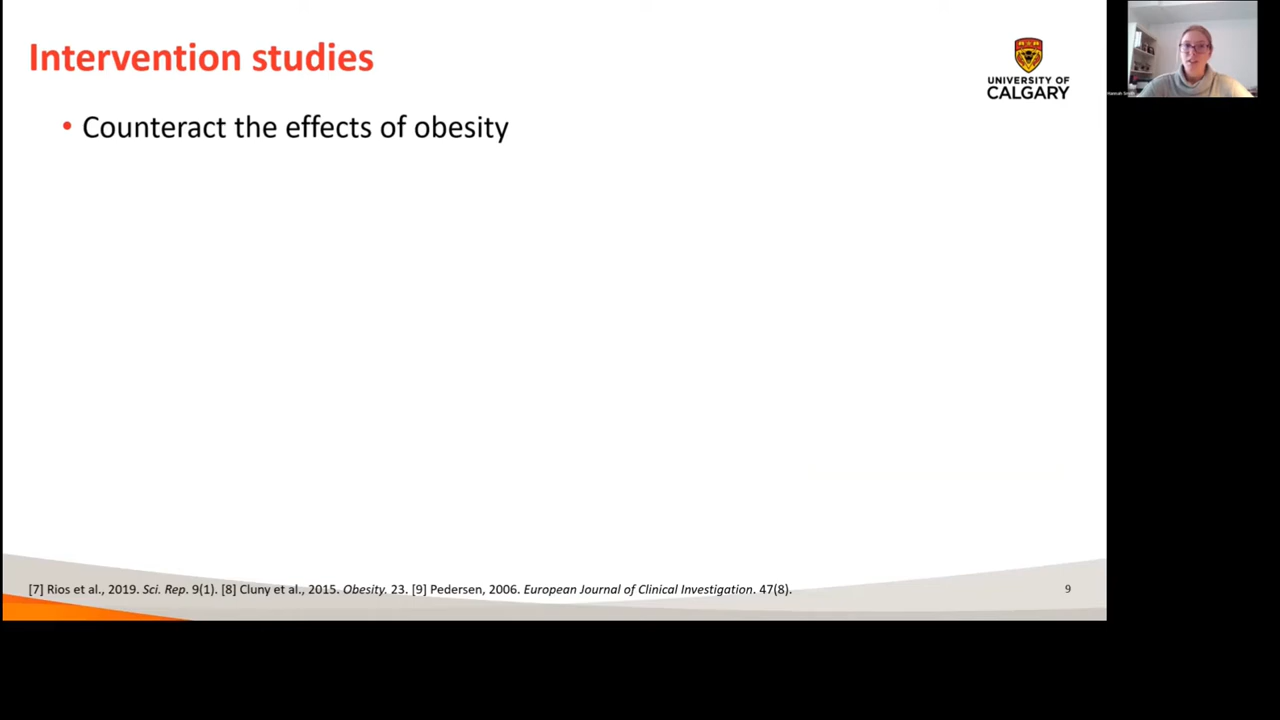 Intervention studies
UNIVERSITY OF
CALGARY
• Counteract the effects of obesity
[7] Rios et al., 2019. Sci. Rep. 9(1). [8] Cluny et al., 2015. Obesity. 23. [9] Pedersen, 2006. European Journal of Clinical Investigation. 47(8).
9